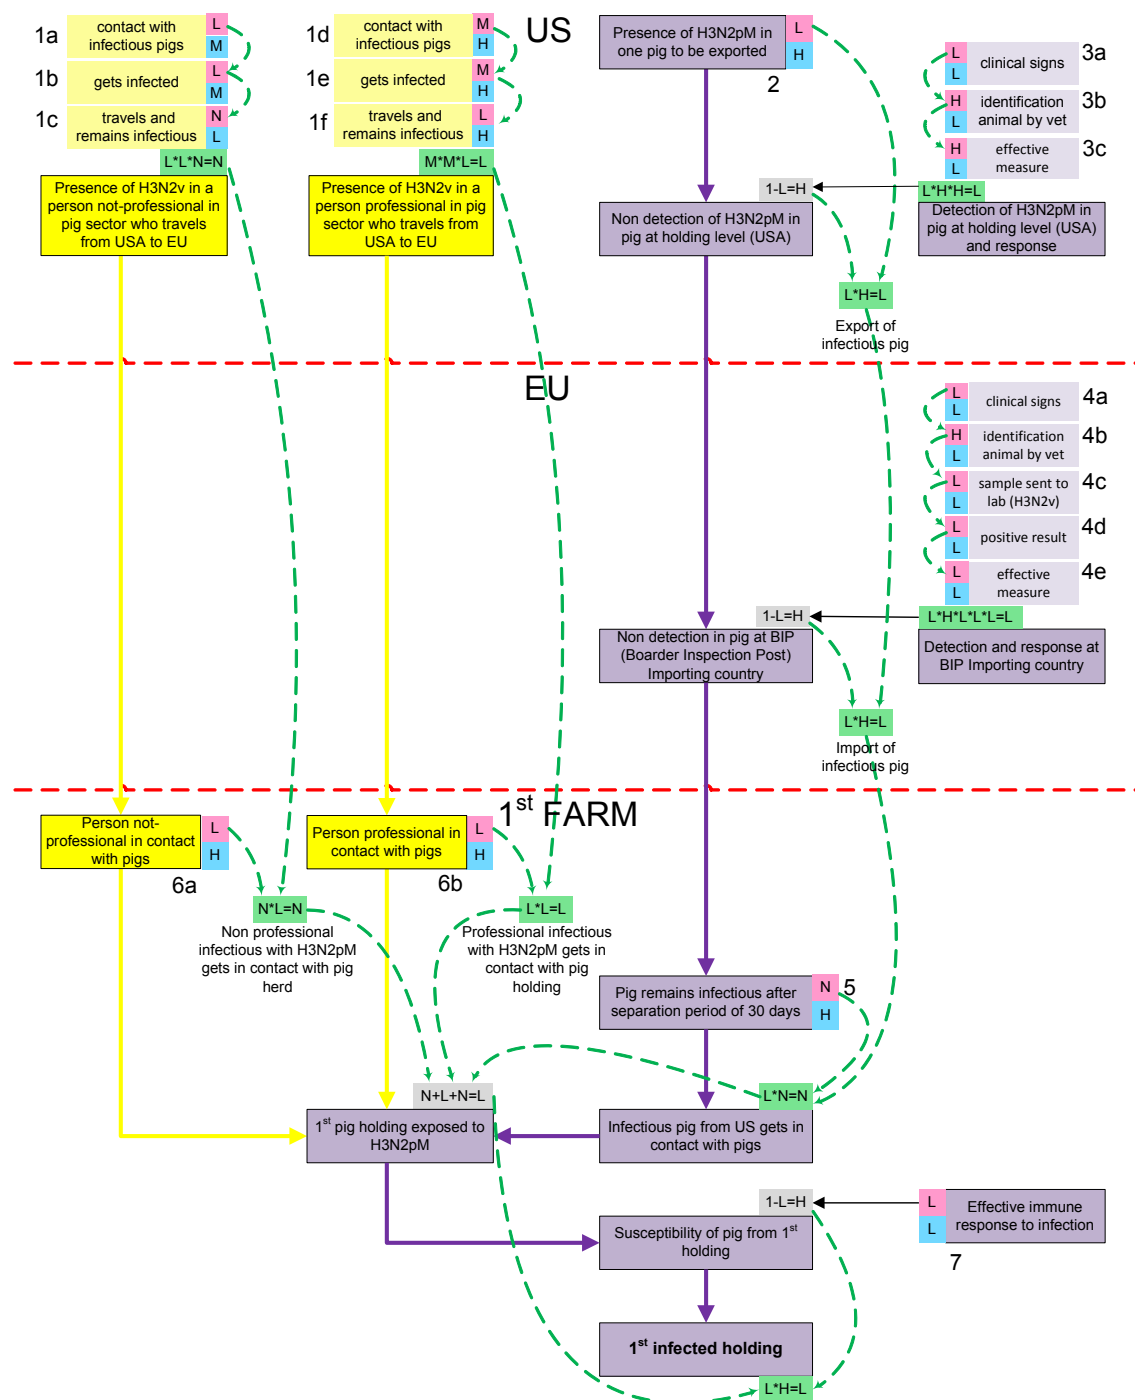 US
1a
contact with
infectious pigs
L
M
1b
gets infected
L
M
1c
travels and
remains infectious
N
L
L*L*N=N
Presence of H3N2v in a
person not-professional in
pig sector who travels
from USA to EU
1d
contact with
infectious pigs
M
H
1e
gets infected
M
H
1f
travels and
remains infectious
L
H
M*M*L=L
Presence of H3N2v in a
person professional in pig
sector who travels from
USA to EU
Presence of H3N2pM in
one pig to be exported
L
H
2
L
L
clinical signs
3a
H
L
identification
animal by vet
3b
H
L
effective
measure
3c
1-L=H
L*H*H=L
Non detection of H3N2pM in
pig at holding level (USA)
Detection of H3N2pM in
pig at holding level (USA)
and response
L*H=L
Export of
infectious pig
EU
L
L
clinical signs
4a
H
L
identification
animal by vet
4b
L
L
sample sent to
lab (H3N2v)
4c
L
L
positive result
4d
L
L
effective
measure
4e
1-L=H
L*H*L*L*L=L
Non detection in pig at BIP
(Boarder Inspection Post)
Importing country
Detection and response at
BIP Importing country
L*H=L
Import of
infectious pig
1st FARM
Person not-
professional in contact
with pigs
L
H
6a
Person professional in
contact with pigs
L
H
6b
N*L=N
Non professional
infectious with H3N2pM
gets in contact with pig
herd
L*L=L
Professional infectious
with H3N2pM gets in
contact with pig
holding
Pig remains infectious after
separation period of 30 days
N
H
5
N+L+N=L
L*N=N
1st pig holding exposed to
H3N2pM
Infectious pig from US gets in
contact with pigs
1-L=H
Susceptibility of pig from 1st
holding
L
L
Effective immune
response to infection
7
1st infected holding
L*H=L